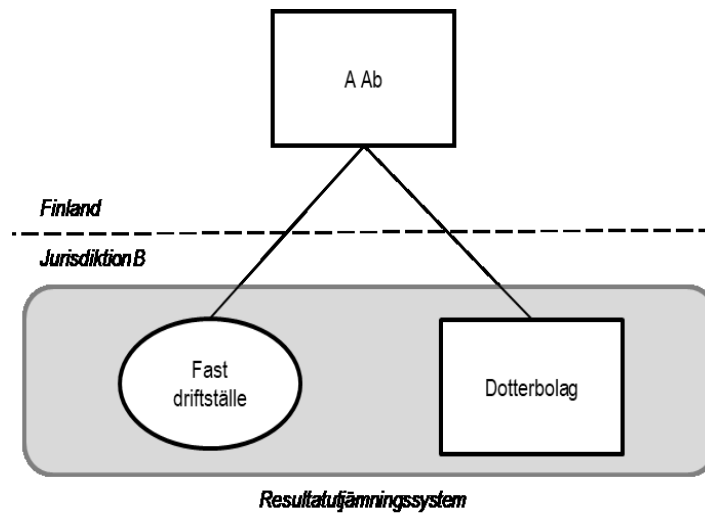 A Ab
Finland
Jurisdiktion B
Fast
driftställe
Dotterbolag
Resultatutjämningssystem